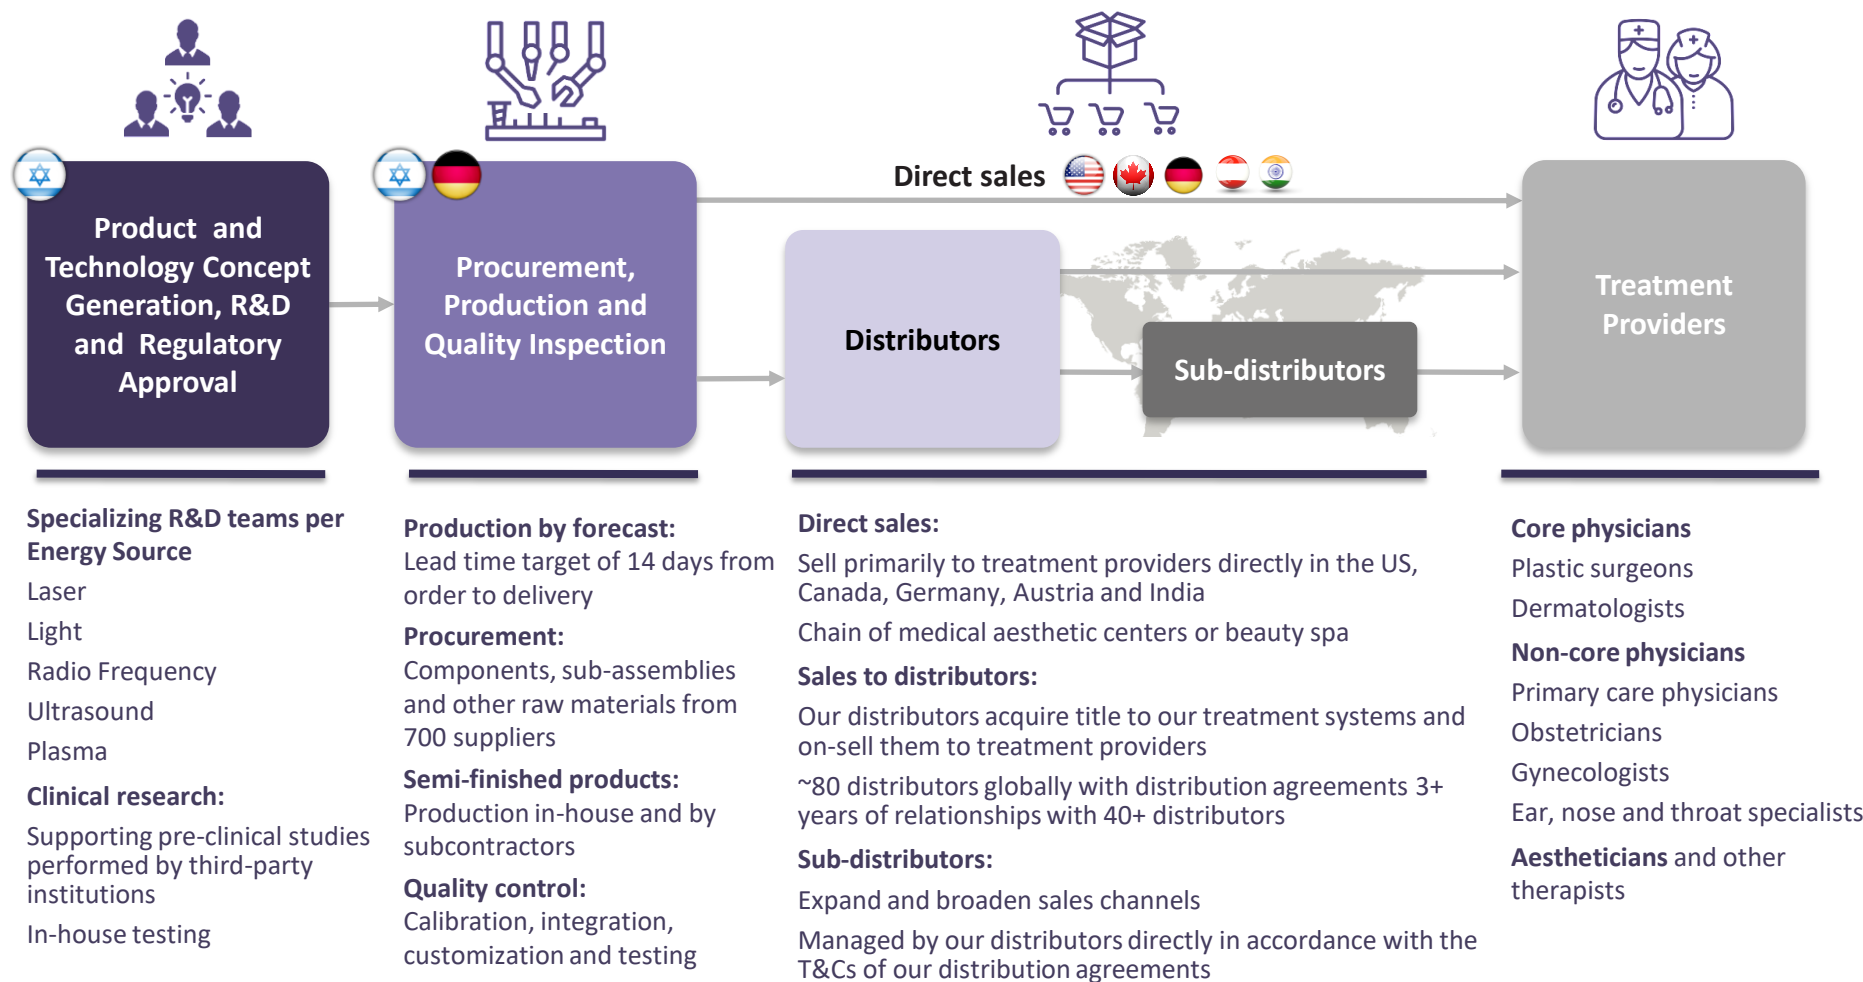 Direct sales
Product and
Technology Concept
Generation, R&D
and Regulatory
Approval
Procurement,
Production and
Quality Inspection
Distributors
Sub-distributors
Treatment
Providers
Specializing R&D teams per
Energy Source
Laser
Light
Radio Frequency
Ultrasound
Plasma
Clinical research:
Supporting pre-clinical studies
performed by third-party
institutions
In-house testing
Production by forecast:
Lead time target of 14 days from
order to delivery
Procurement:
Components, sub-assemblies
and other raw materials from
700 suppliers
Semi-finished products:
Production in-house and by
subcontractors
Quality control:
Calibration, integration,
customization and testing
Direct sales:
Sell primarily to treatment providers directly in the US,
Canada, Germany, Austria and India
Chain of medical aesthetic centers or beauty spa
Sales to distributors:
Our distributors acquire title to our treatment systems and
on-sell them to treatment providers
~80 distributors globally with distribution agreements 3+
years of relationships with 40+ distributors
Sub-distributors:
Expand and broaden sales channels
Managed by our distributors directly in accordance with the
T&Cs of our distribution agreements
Core physicians
Plastic surgeons
Dermatologists
Non-core physicians
Primary care physicians
Obstetricians
Gynecologists
Ear, nose and throat specialists
Aestheticians and other
therapists